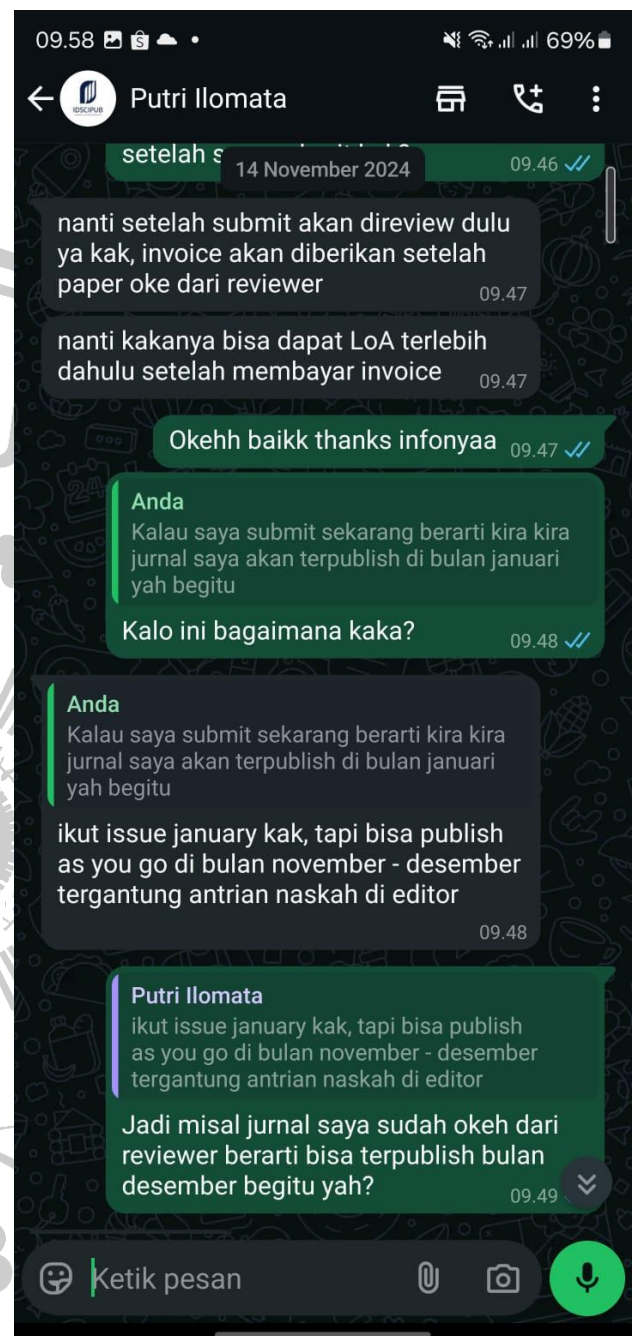 09.58
69%
IDSCIPUB
Putri Ilomata
14 November 2024
09.46
nanti setelah submit akan direview dulu
ya kak, invoice akan diberikan setelah
paper oke dari reviewer
09.47
nanti kakanya bisa dapat LoA terlebih
dahulu setelah membayar invoice
09.47
Okehh baikk thanks infonyaa 09.47
Anda
Kalau saya submit sekarang berarti kira kira
jurnal saya akan terpublish di bulan januari
yah begitu
Kalo ini bagaimana kaka?
09.48
Anda
Kalau saya submit sekarang berarti kira kira
jurnal saya akan terpublish di bulan januari
yah begitu
ikut issue january kak, tapi bisa publish
as you go di bulan november - desember
tergantung antrian naskah di editor
09.48
Putri Ilomata
ikut issue january kak, tapi bisa publish
as you go di bulan november - desember
tergantung antrian naskah di editor
Jadi misal jurnal saya sudah okeh dari
reviewer berarti bisa terpublish bulan
desember begitu yah?
09.49
Ketik pesan